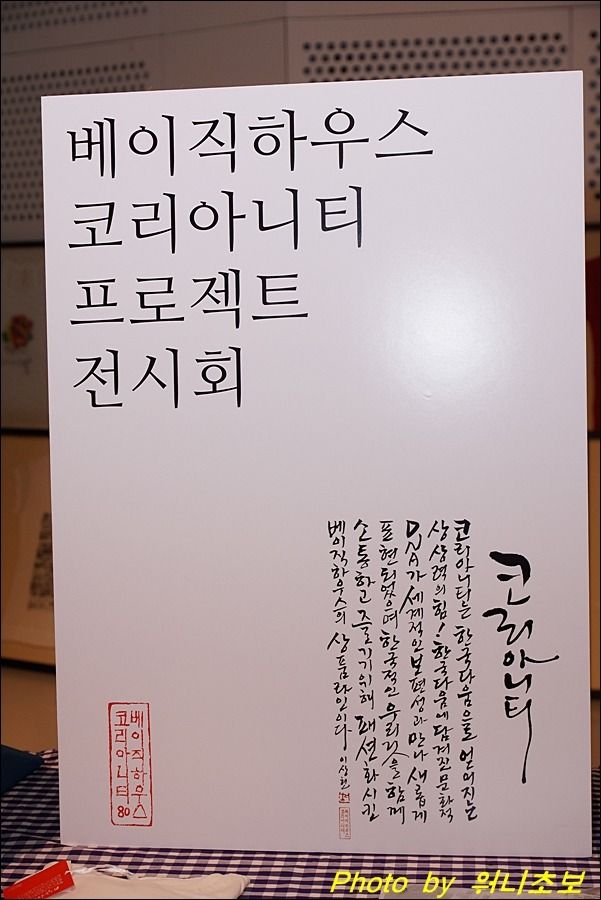 베이직하우스
코리아니티
프로젝트
전시회
코리아니티
코리아니티는 한국다움으로 얻어진
상상력의 힘! 한국다움에 담겨진 문화적
DNA가 세계적인 보편성과 만나 새롭게
표현되었으며 한국적인 우리것을 함께
소통하고 즐기기위해 패션화시킨
베이직하우스의 상품라인이다 이상현
베이직하우스
코리아니티 80
Photo by 워니초보